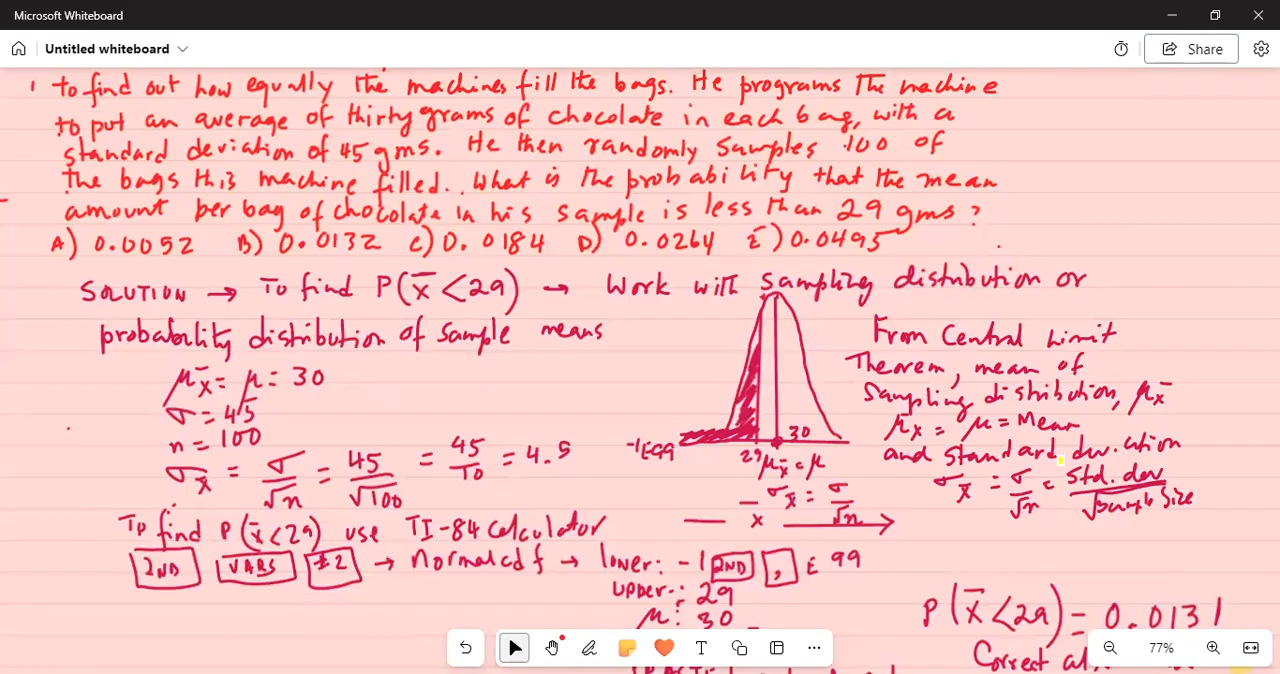 Microsoft Whiteboard
Untitled whiteboard
Share
to find out how equally the machines fill the bags. He programs the machine
to put an average of thirty grams of chocolate in each bag, with a
standard deviation of 45 gms. He then randomly samples 100 of
the bags this machine filled. What is the probability that the mean
amount per bag of chocolate in his sample is less than 29 gms?
A) 0.0052 B) 0.0132 C) 0.0184 D) 0.0264 E) 0.0495
SOLUTION → To find P(x̄ < 29) → Work with sampling distribution or
probability distribution of sample means
μx̄ = μ = 30
σ = 45
n = 100
σx̄ = σ/√n = 45/√100 = 45/10 = 4.5
-1E99 29 30
μx̄ = μ
σx̄ = σ/√n
x̄
From Central Limit
Theorem, mean of
Sampling distribution, μx̄
μx̄ = μ = Mean
and standard deviation
σx̄ = σ/√n = std. dev/√Sample Size
To find P(x̄ < 29) use TI-84 calculator
2ND VARS #2 → Normalcdf → lower: -1 2ND , E 99
upper: 29
μ: 30
P(x̄ < 29) = 0.0131
Correct
77%